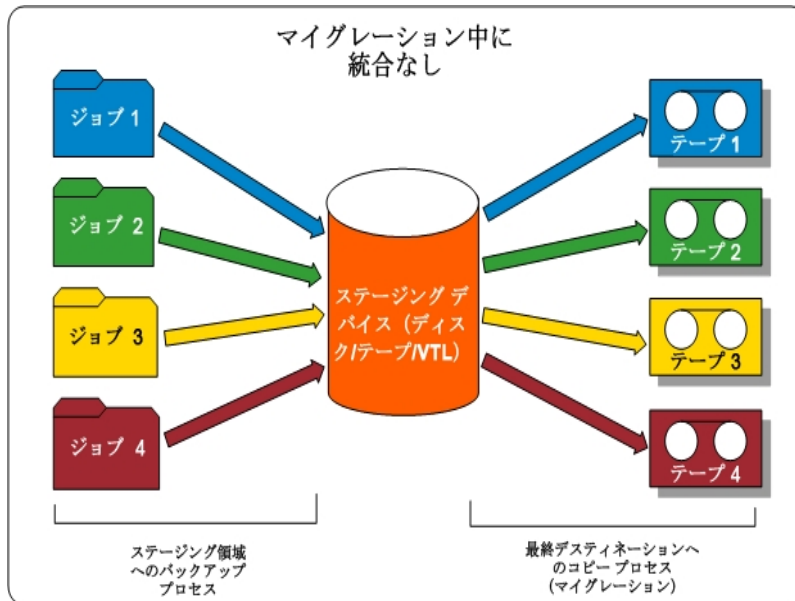 マイグレーション中に
統合なし
ジョブ 1
ジョブ 2
ジョブ 3
ジョブ 4
ステージング デ
バイス（ディス
ク/テープ/VTL）
テープ 1
テープ 2
テープ 3
テープ 4
ステージング領域
へのバックアップ
プロセス
最終デスティネーションへ
のコピー プロセス
(マイグレーション)